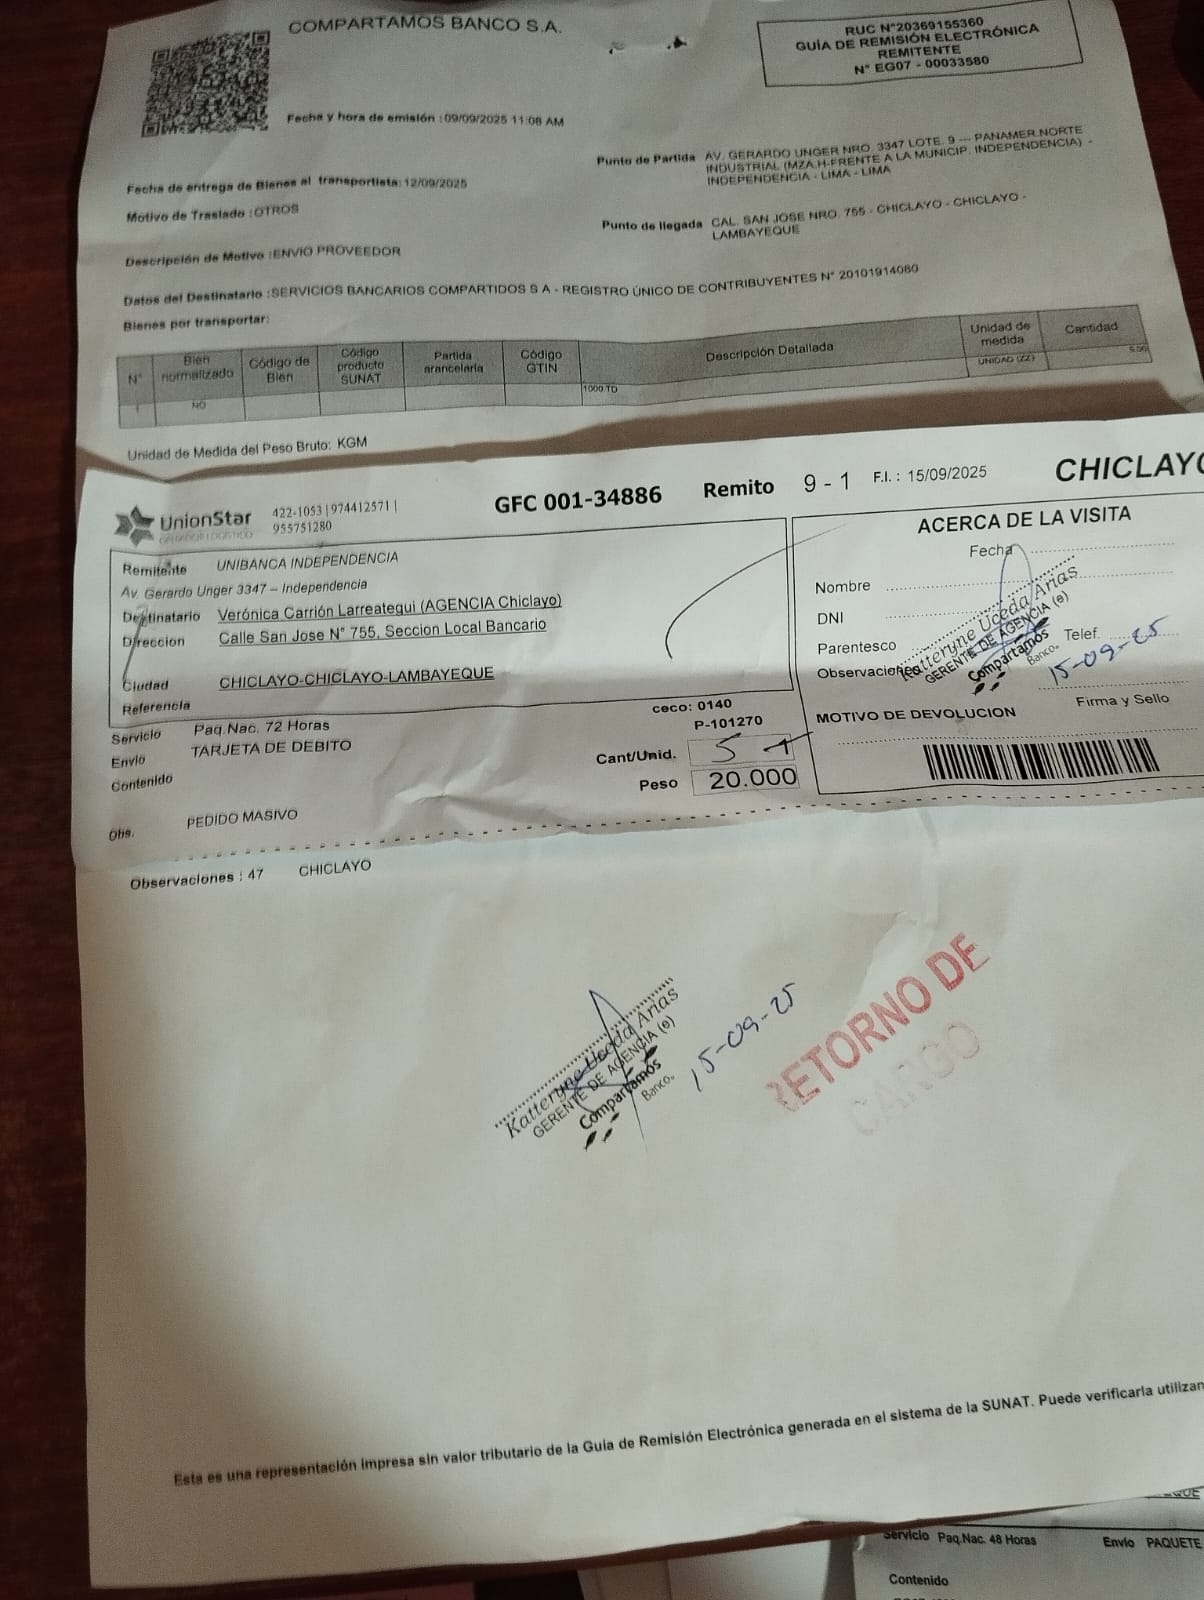 COMPARTAMOS BANCO S.A.
RUC N°20369155360
GUÍA DE REMISIÓN ELECTRÓNICA
REMITENTE
N° EG07 - 00033580
Fecha y hora de emisión :09/09/2025 11:08 AM
Fecha de entrega de Bienes al transportista:12/09/2025
Punto de Partida AV. GERARDO UNGER NRO. 3347 LOTE. 9 --- PANAMER.NORTE
INDUSTRIAL (MZA.H-FRENTE A LA MUNICIP. INDEPENDENCIA) -
INDEPENDENCIA - LIMA - LIMA
Motivo de Traslado :OTROS
Punto de llegada CAL. SAN JOSE NRO. 755 - CHICLAYO - CHICLAYO -
LAMBAYEQUE
Descripción de Motivo :ENVIO PROVEEDOR
Datos del Destinatario :SERVICIOS BANCARIOS COMPARTIDOS S A - REGISTRO ÚNICO DE CONTRIBUYENTES N° 20101914080
Bienes por transportar:
N° Bien normalizado Código de Bien Código producto SUNAT Partida arancelaria Código GTIN Descripción Detallada Unidad de medida Cantidad
1 NO 1000 TD UNIDAD (ZZ) 5.00
Unidad de Medida del Peso Bruto: KGM
UnionStar
OPERADOR LOGÍSTICO
422-1053|974412571|
955751280
GFC 001-34886 Remito 9 - 1 F.I. : 15/09/2025 CHICLAYO
Remitente UNIBANCA INDEPENDENCIA
Av. Gerardo Unger 3347 – Independencia
Destinatario Verónica Carrión Larreategui (AGENCIA Chiclayo)
Direccion Calle San Jose N° 755, Seccion Local Bancario
Ciudad CHICLAYO-CHICLAYO-LAMBAYEQUE
Referencia
Servicio Paq.Nac. 72 Horas
Envio TARJETA DE DEBITO
Contenido
ceco: 0140
P-101270
Cant/Unid. 5
Peso 20.000
Obs. PEDIDO MASIVO
ACERCA DE LA VISITA
Fecha
Nombre
DNI
Parentesco
Telef.
Observaciones
Katteryne Uceda Arias
GERENTE DE AGENCIA (e)
Compartamos
Banco.
15-09-25
Firma y Sello
MOTIVO DE DEVOLUCION
Observaciones : 47 CHICLAYO
Katteryne Uceda Arias
GERENTE DE AGENCIA (e)
Compartamos
Banco.
15-09-25
RETORNO DE
CARGO
Esta es una representación impresa sin valor tributario de la Guia de Remisión Electrónica generada en el sistema de la SUNAT. Puede verificarla utilizan
Servicio Paq.Nac. 48 Horas Envio PAQUETE
Contenido